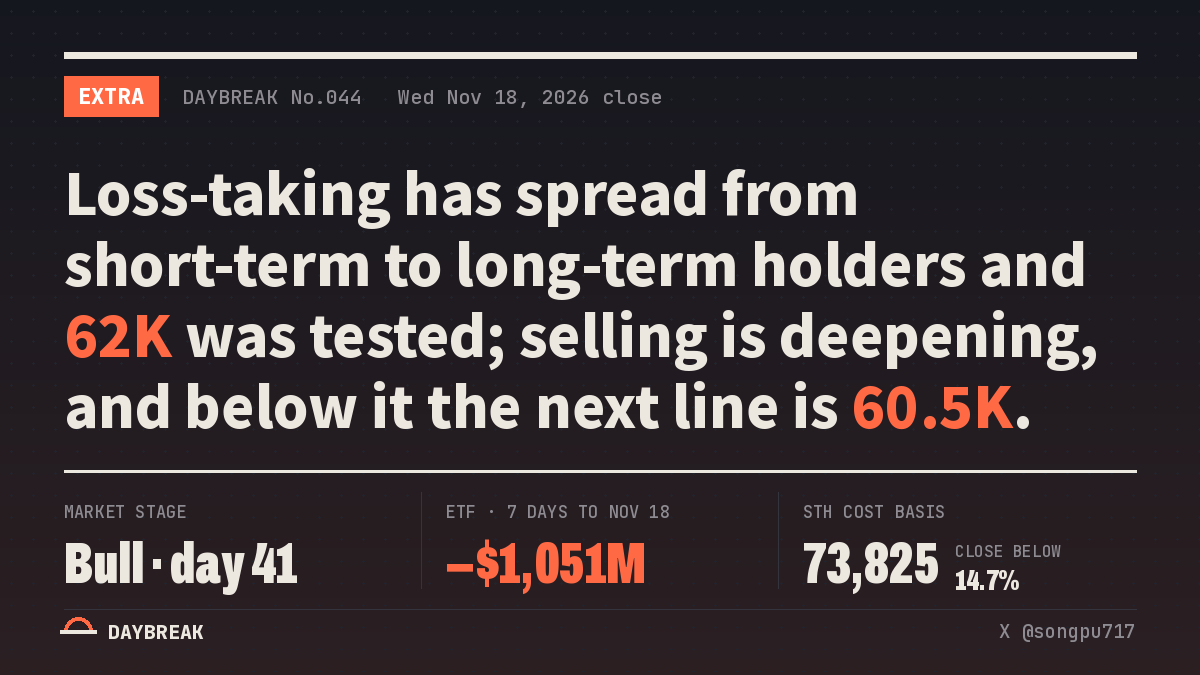 EXTRA DAYBREAK No.044 Wed Nov 18, 2026 close
Loss-taking has spread from
short-term to long-term holders and
62K was tested; selling is deepening,
and below it the next line is 60.5K.
MARKET STAGE
Bull · day 41
ETF · 7 DAYS TO NOV 18
–$1,051M
STH COST BASIS
73,825
CLOSE BELOW
14.7%
DAYBREAK
X @songpu717